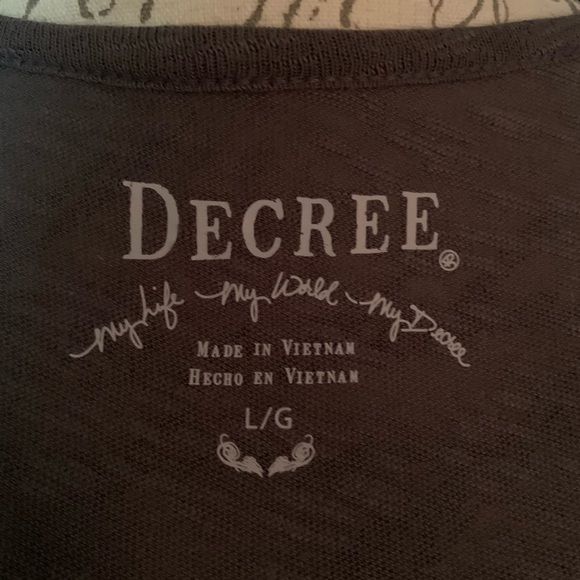 DECREE®
My Life - My World - My Decree
MADE IN VIETNAM
HECHO EN VIETNAM
L/G